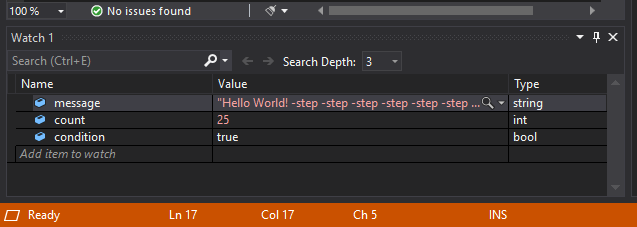 100 % No issues found
Watch 1
Search (Ctrl+E) Search Depth: 3
Name Value Type
message "Hello World! -step -step -step -step -step -step ... string
count 25 int
condition true bool
Add item to watch
Ready Ln 17 Col 17 Ch 5 INS